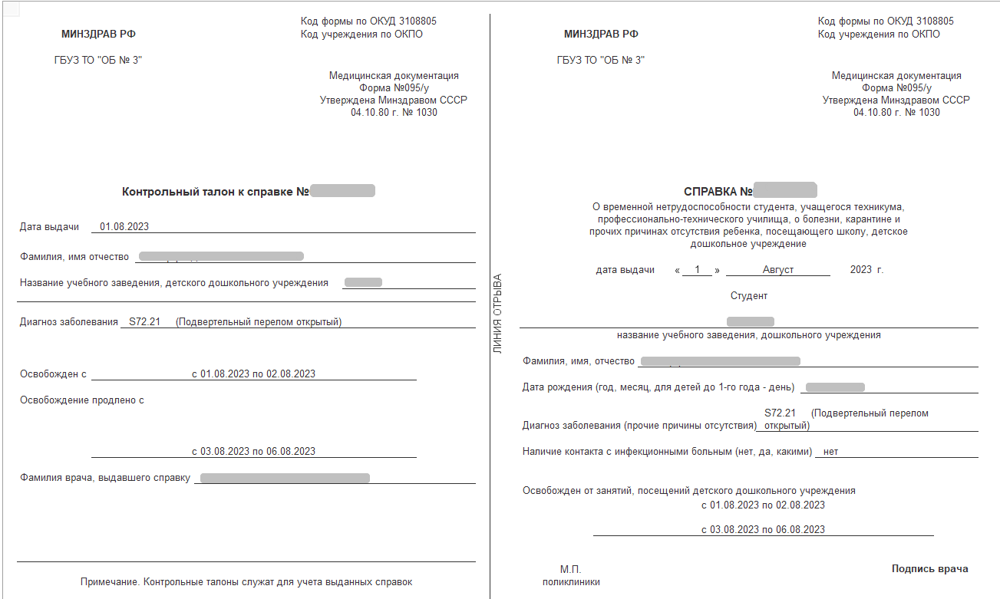 МИНЗДРАВ РФ
Код формы по ОКУД 3108805
Код учреждения по ОКПО
ГБУЗ ТО "ОБ № 3"
Медицинская документация
Форма №095/у
Утверждена Минздравом СССР
04.10.80 г. № 1030
Контрольный талон к справке №
Дата выдачи 01.08.2023
Фамилия, имя отчество
Название учебного заведения, детского дошкольного учреждения
Диагноз заболевания S72.21 (Подвертельный перелом открытый)
Освобожден с с 01.08.2023 по 02.08.2023
Освобождение продлено с
с 03.08.2023 по 06.08.2023
Фамилия врача, выдавшего справку
Примечание. Контрольные талоны служат для учета выданных справок
ЛИНИЯ ОТРЫВА
МИНЗДРАВ РФ
Код формы по ОКУД 3108805
Код учреждения по ОКПО
ГБУЗ ТО "ОБ № 3"
Медицинская документация
Форма №095/у
Утверждена Минздравом СССР
04.10.80 г. № 1030
СПРАВКА №
О временной нетрудоспособности студента, учащегося техникума,
профессионально-технического училища, о болезни, карантине и
прочих причинах отсутствия ребенка, посещающего школу, детское
дошкольное учреждение
дата выдачи « 1 » Август 2023 г.
Студент
название учебного заведения, дошкольного учреждения
Фамилия, имя, отчество
Дата рождения (год, месяц, для детей до 1-го года - день)
S72.21 (Подвертельный перелом
Диагноз заболевания (прочие причины отсутствия) открытый)
Наличие контакта с инфекционными больным (нет, да, какими) нет
Освобожден от занятий, посещений детского дошкольного учреждения
с 01.08.2023 по 02.08.2023
с 03.08.2023 по 06.08.2023
М.П.
поликлиники
Подпись врача